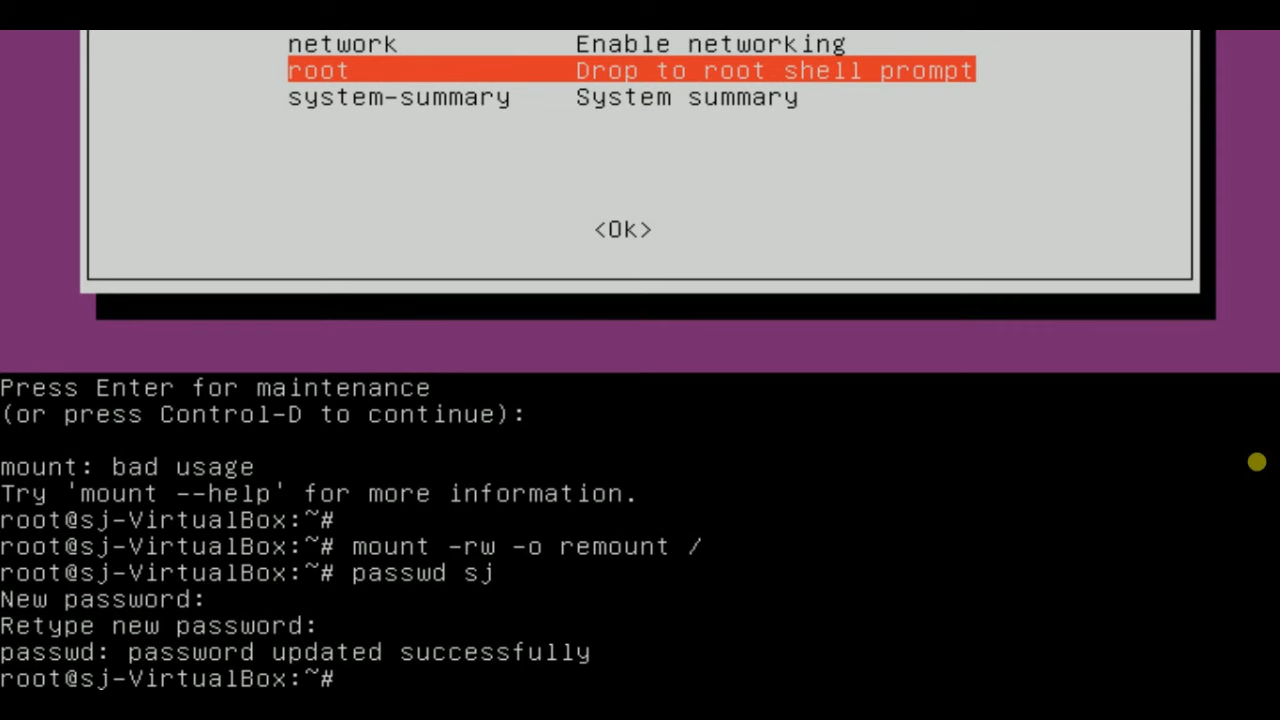 network Enable networking
root Drop to root shell prompt
system-summary System summary
<Ok>
Press Enter for maintenance
(or press Control-D to continue):
mount: bad usage
Try 'mount --help' for more information.
root@sj-VirtualBox:~#
root@sj-VirtualBox:~# mount -rw -o remount /
root@sj-VirtualBox:~# passwd sj
New password:
Retype new password:
passwd: password updated successfully
root@sj-VirtualBox:~#